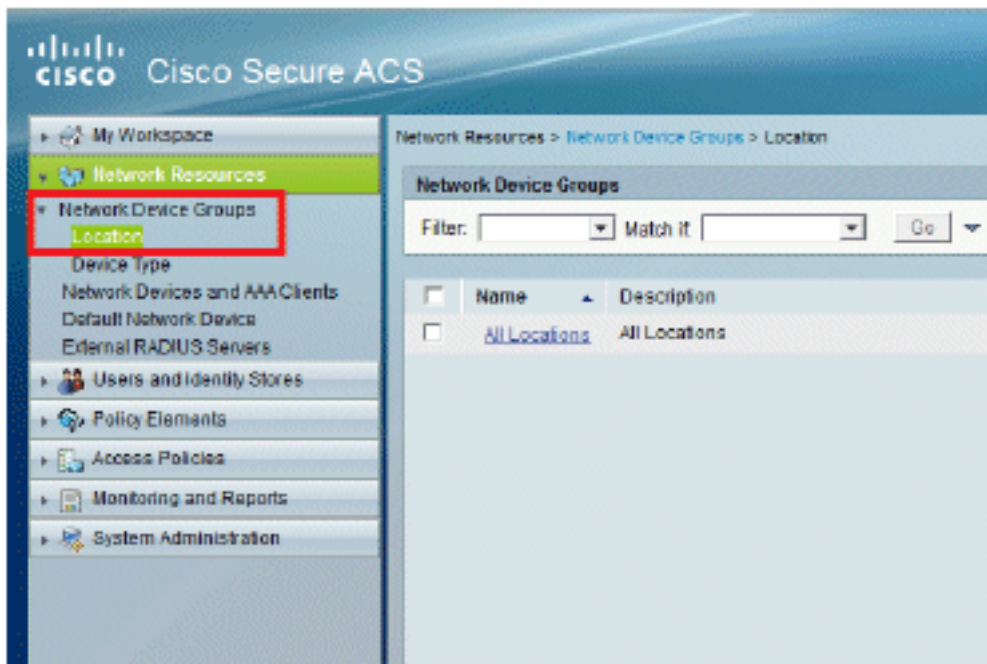 CISCO Cisco Secure ACS
My Workspace
Network Resources
Network Device Groups
Location
Device Type
Network Devices and AAA Clients
Default Network Device
External RADIUS Servers
Users and Identity Stores
Policy Elements
Access Policies
Monitoring and Reports
System Administration
Network Resources > Network Device Groups > Location
Network Device Groups
Filter: Match if: Go
Name Description
All Locations All Locations